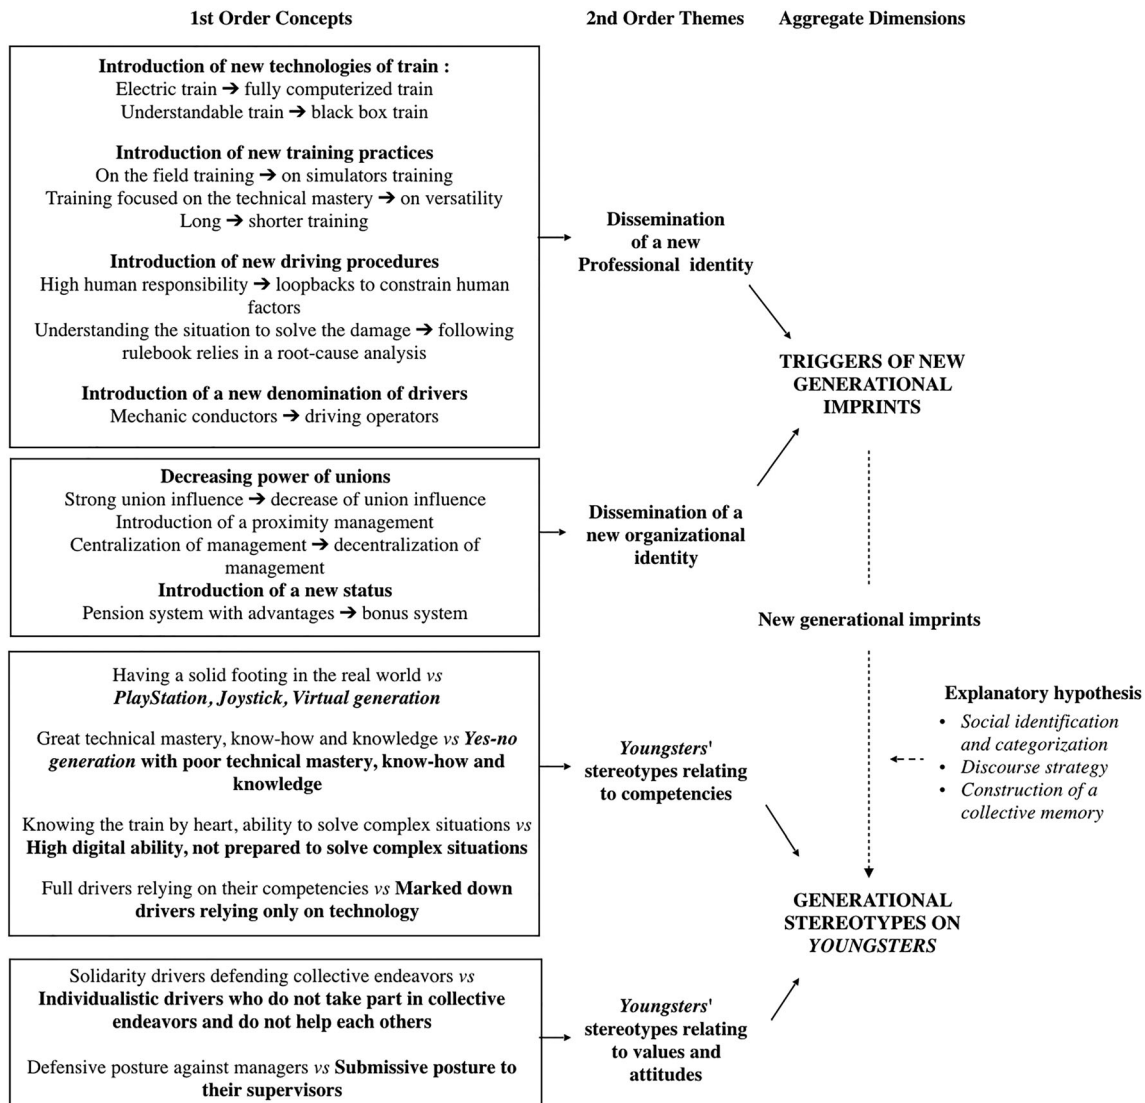 1st Order Concepts
2nd Order Themes
Aggregate Dimensions
Introduction of new technologies of train :
Electric train ➔ fully computerized train
Understandable train ➔ black box train
Introduction of new training practices
On the field training ➔ on simulators training
Training focused on the technical mastery ➔ on versatility
Long ➔ shorter training
Introduction of new driving procedures
High human responsibility ➔ loopbacks to constrain human
factors
Understanding the situation to solve the damage ➔ following
rulebook relies in a root-cause analysis
Introduction of a new denomination of drivers
Mechanic conductors ➔ driving operators
Dissemination
of a new
Professional identity
TRIGGERS OF NEW
GENERATIONAL
IMPRINTS
Decreasing power of unions
Strong union influence ➔ decrease of union influence
Introduction of a proximity management
Centralization of management ➔ decentralization of
management
Introduction of a new status
Pension system with advantages ➔ bonus system
Dissemination of a
new organizational
identity
New generational imprints
Having a solid footing in the real world vs
PlayStation, Joystick, Virtual generation
Great technical mastery, know-how and knowledge vs Yes-no
generation with poor technical mastery, know-how and
knowledge
Knowing the train by heart, ability to solve complex situations vs
High digital ability, not prepared to solve complex situations
Full drivers relying on their competencies vs Marked down
drivers relying only on technology
Youngsters'
stereotypes relating
to competencies
Explanatory hypothesis
• Social identification
and categorization
• Discourse strategy
• Construction of a
collective memory
GENERATIONAL
STEREOTYPES ON
YOUNGSTERS
Solidarity drivers defending collective endeavors vs
Individualistic drivers who do not take part in collective
endeavors and do not help each others
Defensive posture against managers vs Submissive posture to
their supervisors
Youngsters'
stereotypes relating
to values and
attitudes